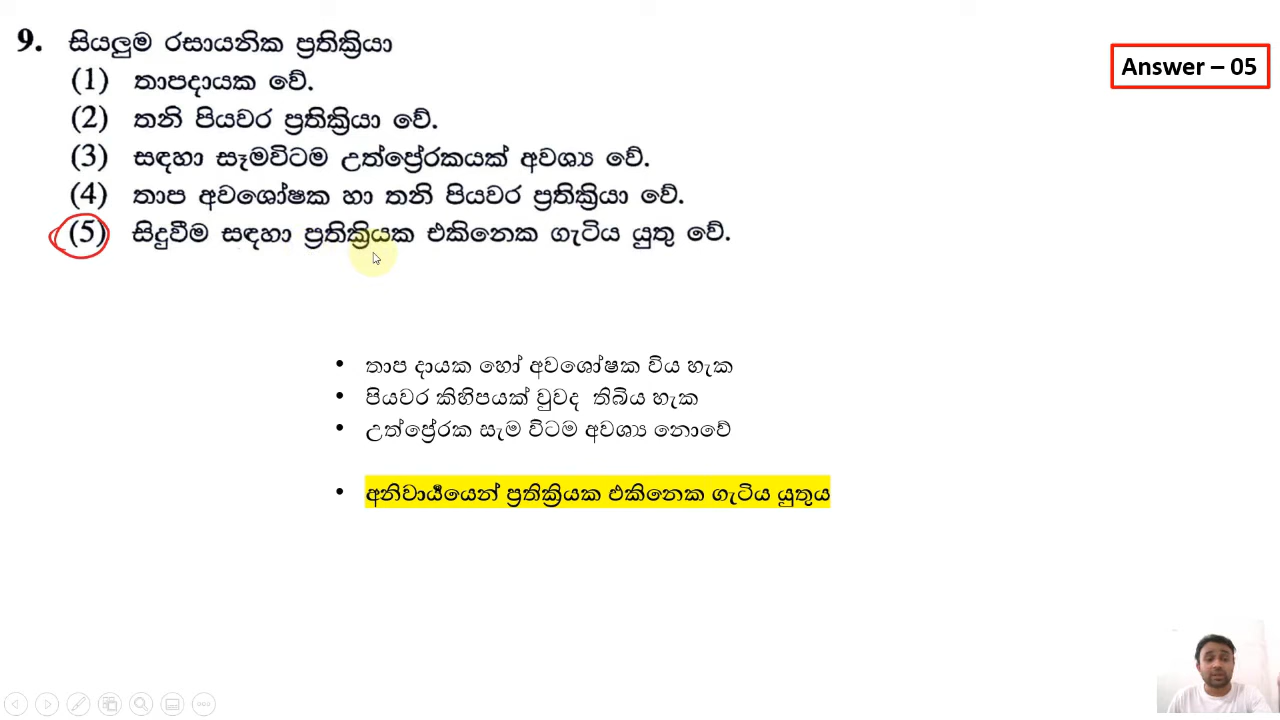 9. සියලුම රසායනික ප්‍රතික්‍රියා
(1) තාපදායක වේ.
(2) තනි පියවර ප්‍රතික්‍රියා වේ.
(3) සඳහා සෑමවිටම උත්ප්‍රේරකයක් අවශ්‍ය වේ.
(4) තාප අවශෝෂක හා තනි පියවර ප්‍රතික්‍රියා වේ.
(5) සිදුවීම සඳහා ප්‍රතික්‍රියක එකිනෙක ගැටිය යුතු වේ.
Answer – 05
• තාප දායක හෝ අවශෝෂක විය හැක
• පියවර කිහිපයක් වුවද තිබිය හැක
• උත්ප්‍රේරක සැම විටම අවශ්‍ය නොවේ
• අනිවාර්‍යයෙන් ප්‍රතික්‍රියක එකිනෙක ගැටිය යුතුය